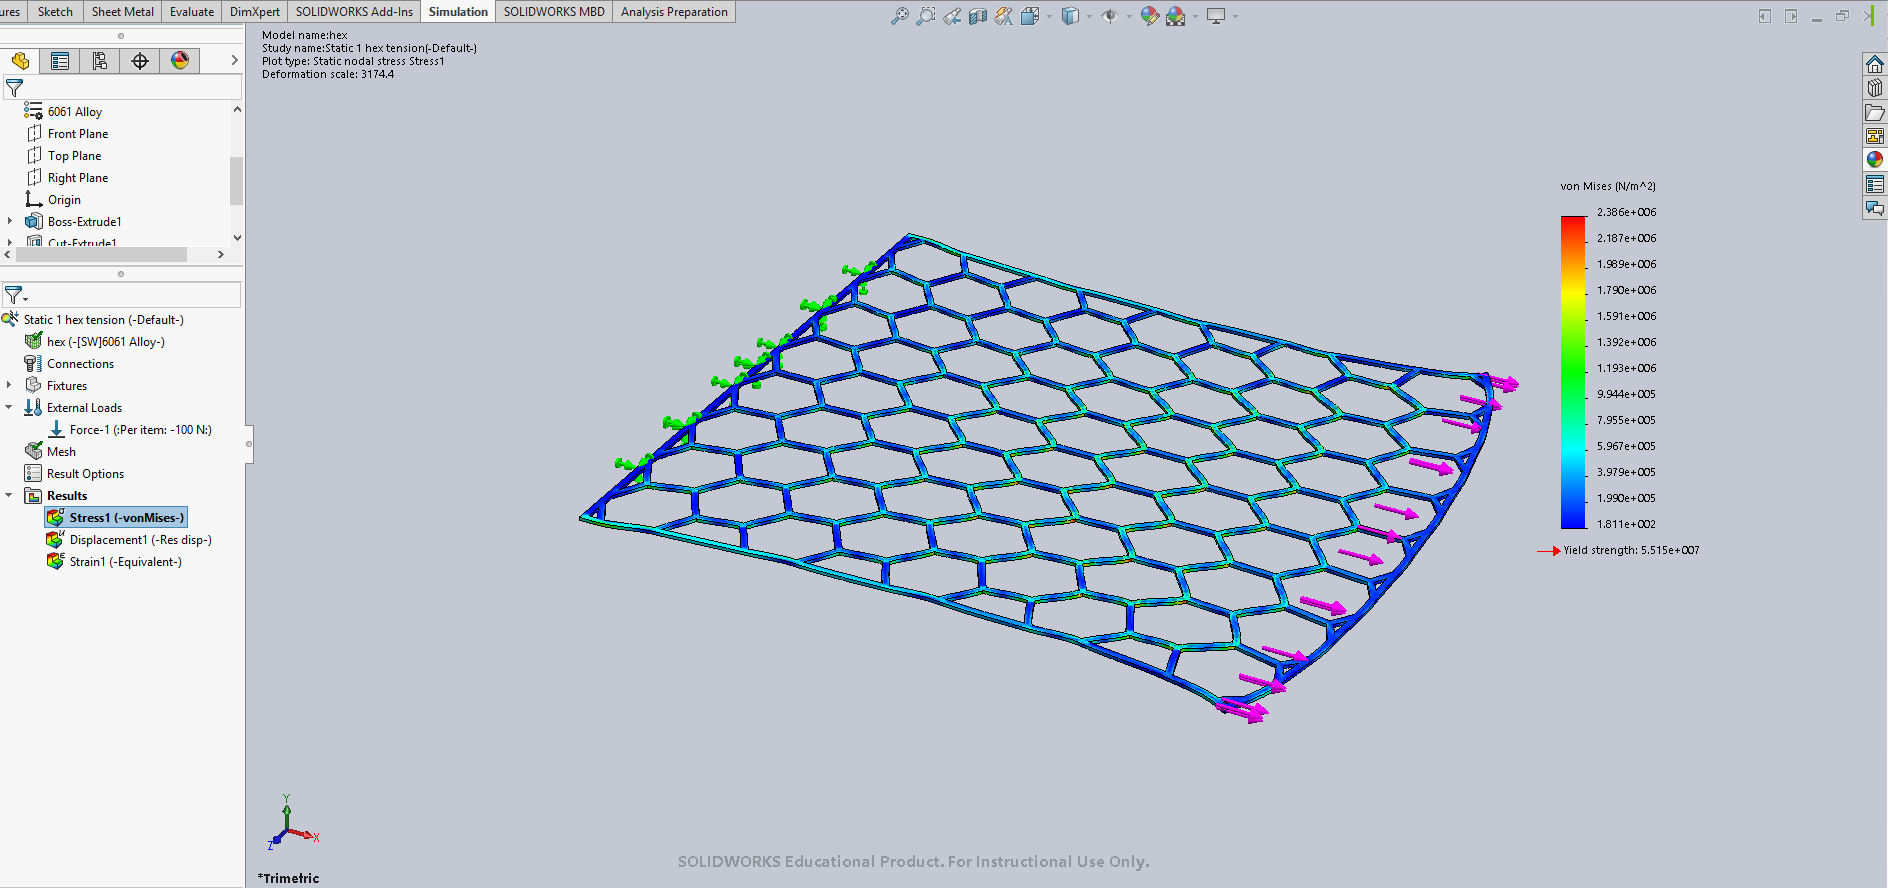 ures Sketch Sheet Metal Evaluate DimXpert SOLIDWORKS Add-Ins Simulation SOLIDWORKS MBD Analysis Preparation
Model name:hex
Study name:Static 1 hex tension(-Default-)
Plot type: Static nodal stress Stress1
Deformation scale: 3174.4
6061 Alloy
Front Plane
Top Plane
Right Plane
Origin
Boss-Extrude1
Cut-Extrude1
Static 1 hex tension (-Default-)
hex (-[SW]6061 Alloy-)
Connections
Fixtures
External Loads
Force-1 (:Per item: -100 N:)
Mesh
Result Options
Results
Stress1 (-vonMises-)
Displacement1 (-Res disp-)
Strain1 (-Equivalent-)
von Mises (N/m^2)
2.386e+006
2.187e+006
1.989e+006
1.790e+006
1.591e+006
1.392e+006
1.193e+006
9.944e+005
7.955e+005
5.967e+005
3.979e+005
1.990e+005
1.811e+002
Yield strength: 5.515e+007
Y
X
Z
SOLIDWORKS Educational Product. For Instructional Use Only.
*Trimetric